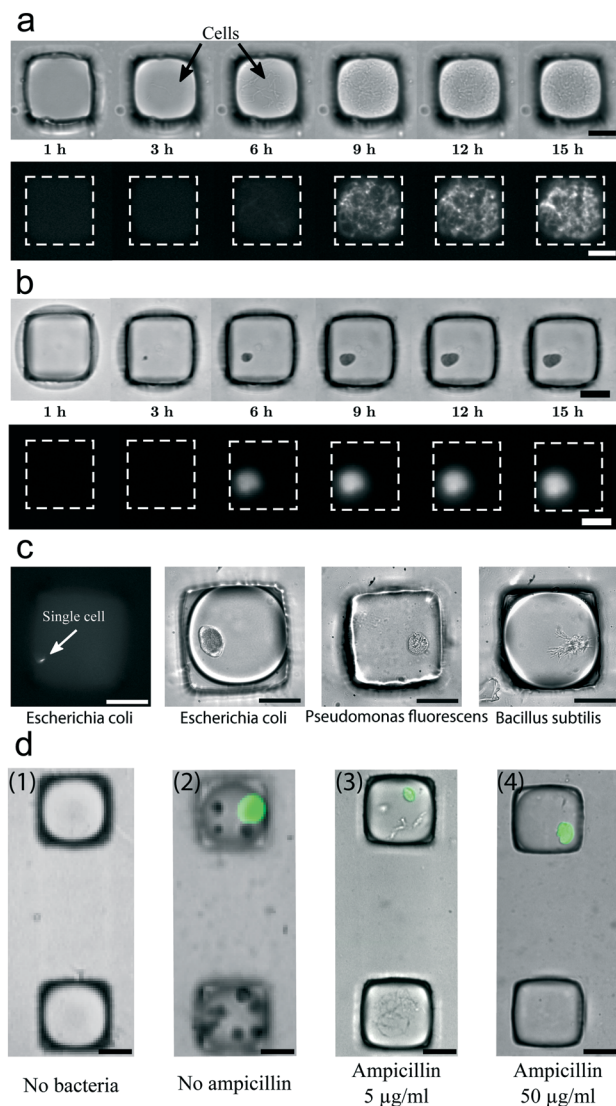 a
Cells
1 h 3 h 6 h 9 h 12 h 15 h
b
1 h 3 h 6 h 9 h 12 h 15 h
c
Single cell
Escherichia coli Escherichia coli Pseudomonas fluorescens Bacillus subtilis
d
(1) (2) (3) (4)
No bacteria No ampicillin Ampicillin Ampicillin
5 µg/ml 50 µg/ml